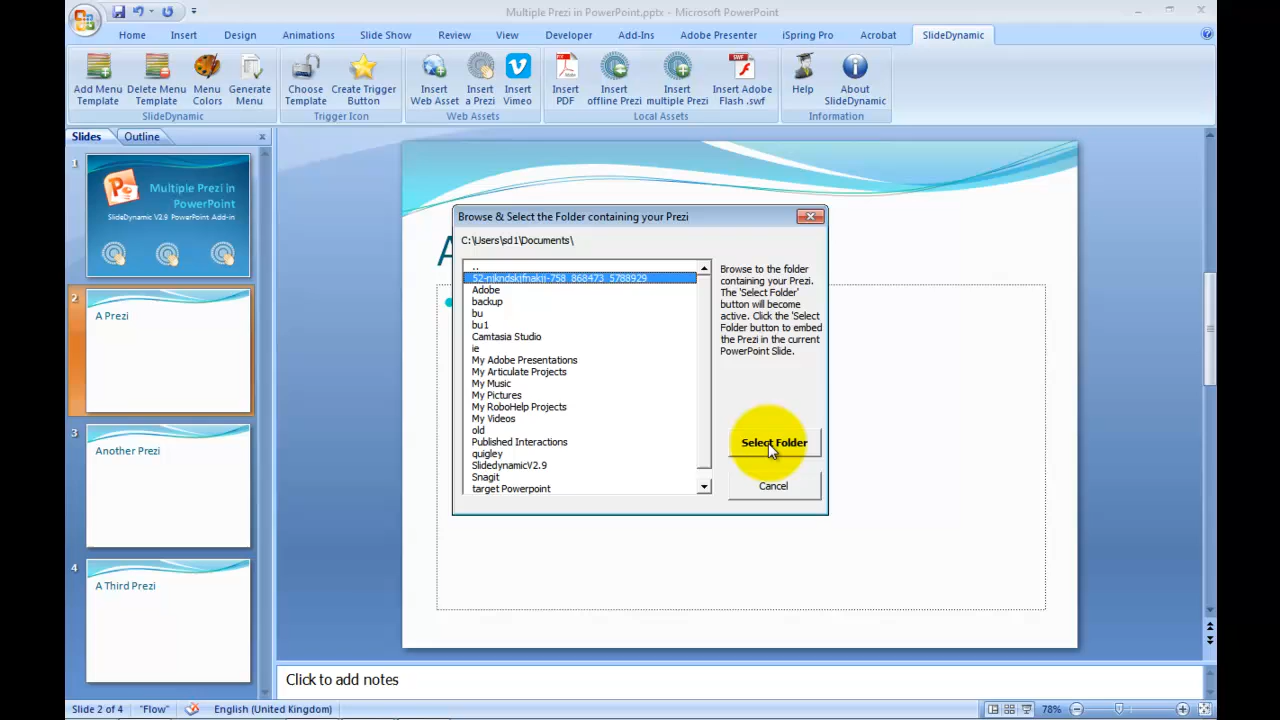 Multiple Prezi in PowerPoint.pptx - Microsoft PowerPoint
Home Insert Design Animations Slide Show Review View Developer Add-Ins Adobe Presenter iSpring Pro Acrobat SlideDynamic
Add Menu Template
Delete Menu Template
Menu Colors
Generate Menu
SlideDynamic
Choose Template
Create Trigger Button
Trigger Icon
Insert Web Asset
Insert a Prezi
Insert Vimeo
Web Assets
Insert PDF
Insert offline Prezi
Insert multiple Prezi
Insert Adobe Flash .swf
Local Assets
Help
About SlideDynamic
Information
Slides Outline
1
Multiple Prezi in
PowerPoint
SlideDynamic V2.9 PowerPoint Add-in
2
A Prezi
3
Another Prezi
4
A Third Prezi
A
Browse & Select the Folder containing your Prezi
C:\Users\sd1\Documents\
..
Adobe
backup
bu
bu1
Camtasia Studio
ie
My Adobe Presentations
My Articulate Projects
My Music
My Pictures
My RoboHelp Projects
My Videos
old
Published Interactions
quigley
SlidedynamicV2.9
Snagit
target Powerpoint
Browse to the folder
containing your Prezi.
The 'Select Folder'
button will become
active. Click the 'Select
Folder button to embed
the Prezi in the current
PowerPoint Slide.
Select Folder
Cancel
Click to add notes
Slide 2 of 4 "Flow" English (United Kingdom) 78%